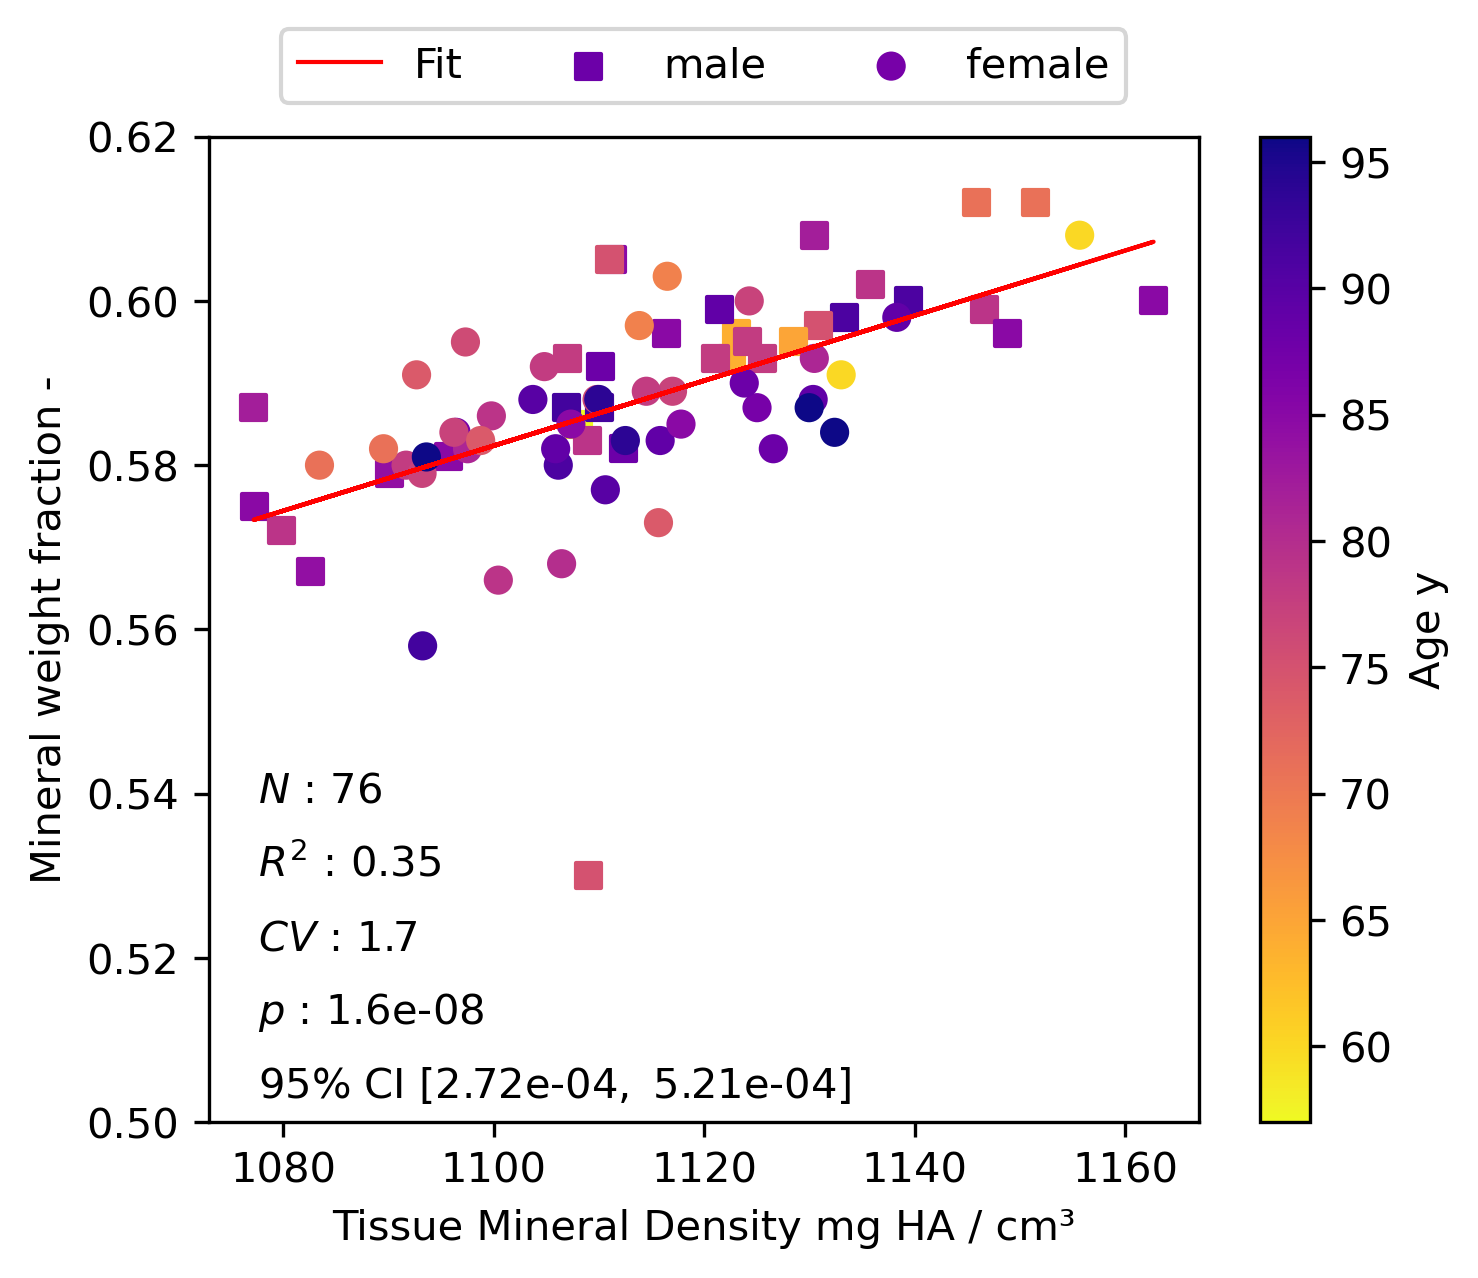 Fit male female
0.62
0.60
0.58
0.56
0.54
0.52
0.50
Mineral weight fraction -
N : 76
R² : 0.35
CV : 1.7
p : 1.6e-08
95% CI [2.72e-04, 5.21e-04]
1080 1100 1120 1140 1160
Tissue Mineral Density mg HA / cm³
95
90
85
80
75
70
65
60
Age y